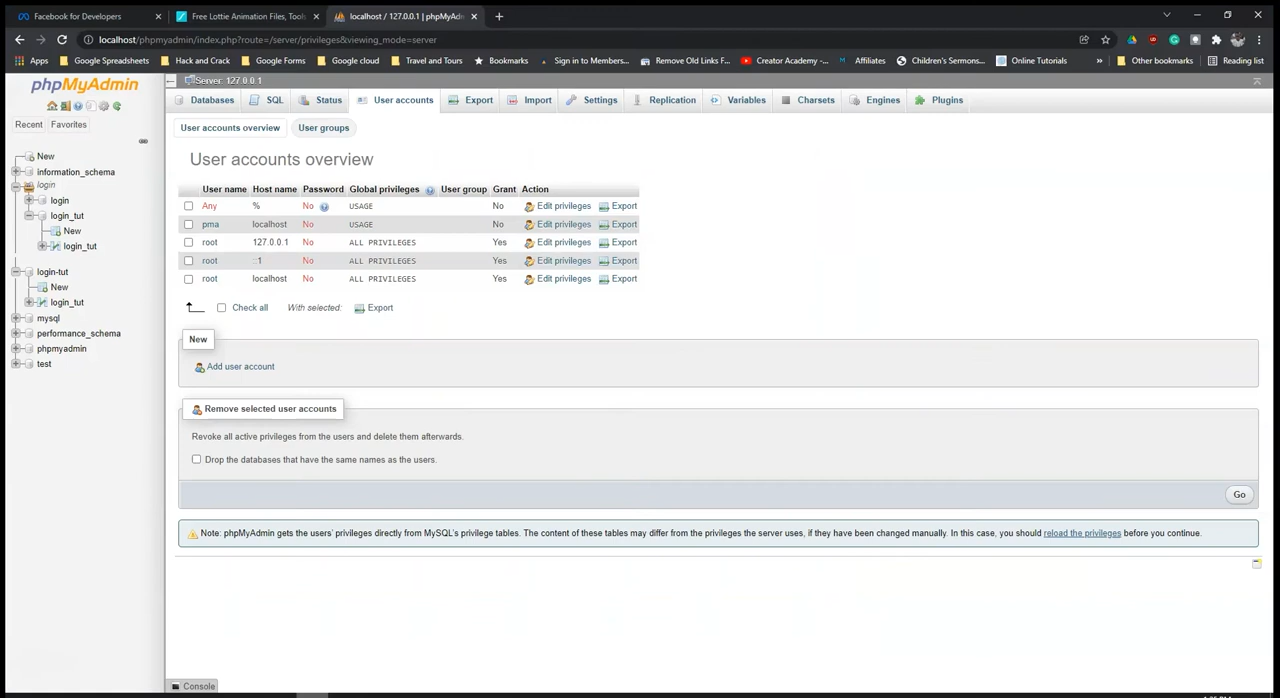 Facebook for Developers
Free Lottie Animation Files, Tools
localhost / 127.0.0.1 | phpMyAdm
localhost/phpmyadmin/index.php?route=/server/privileges&viewing_mode=server
Apps Google Spreadsheets Hack and Crack Google Forms Google cloud Travel and Tours Bookmarks Sign in to Members... Remove Old Links F... Creator Academy -... Affiliates Children's Sermons... Online Tutorials » Other bookmarks Reading list
phpMyAdmin
Recent Favorites
New
information_schema
login
login
login_tut
New
login_tut
login-tut
New
login_tut
mysql
performance_schema
phpmyadmin
test
Server: 127.0.0.1
Databases SQL Status User accounts Export Import Settings Replication Variables Charsets Engines Plugins
User accounts overview User groups
User accounts overview
User name Host name Password Global privileges User group Grant Action
Any % No USAGE No Edit privileges Export
pma localhost No USAGE No Edit privileges Export
root 127.0.0.1 No ALL PRIVILEGES Yes Edit privileges Export
root ::1 No ALL PRIVILEGES Yes Edit privileges Export
root localhost No ALL PRIVILEGES Yes Edit privileges Export
Check all With selected: Export
New
Add user account
Remove selected user accounts
Revoke all active privileges from the users and delete them afterwards.
Drop the databases that have the same names as the users.
Go
Note: phpMyAdmin gets the users' privileges directly from MySQL's privilege tables. The content of these tables may differ from the privileges the server uses, if they have been changed manually. In this case, you should reload the privileges before you continue.
Console